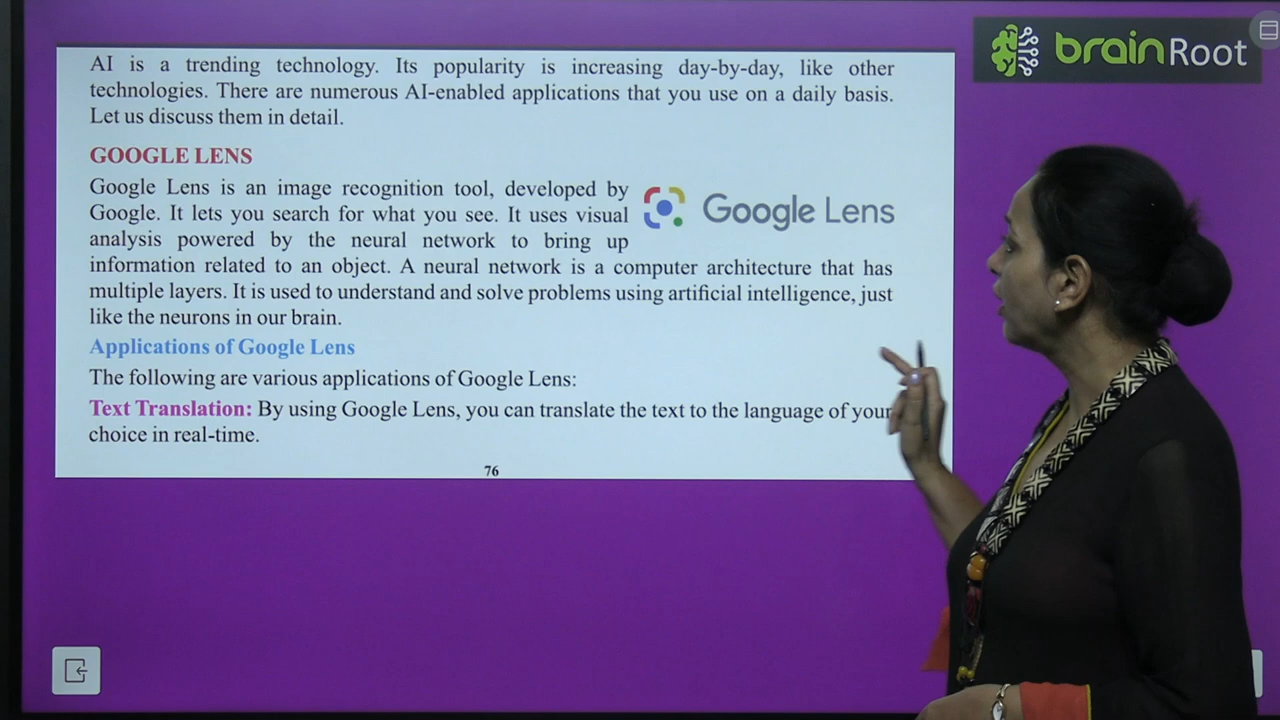 brainRoot
AI is a trending technology. Its popularity is increasing day-by-day, like other
technologies. There are numerous AI-enabled applications that you use on a daily basis.
Let us discuss them in detail.
GOOGLE LENS
Google Lens is an image recognition tool, developed by
Google. It lets you search for what you see. It uses visual
analysis powered by the neural network to bring up
Google Lens
information related to an object. A neural network is a computer architecture that has
multiple layers. It is used to understand and solve problems using artificial intelligence, just
like the neurons in our brain.
Applications of Google Lens
The following are various applications of Google Lens:
Text Translation: By using Google Lens, you can translate the text to the language of your
choice in real-time.
76